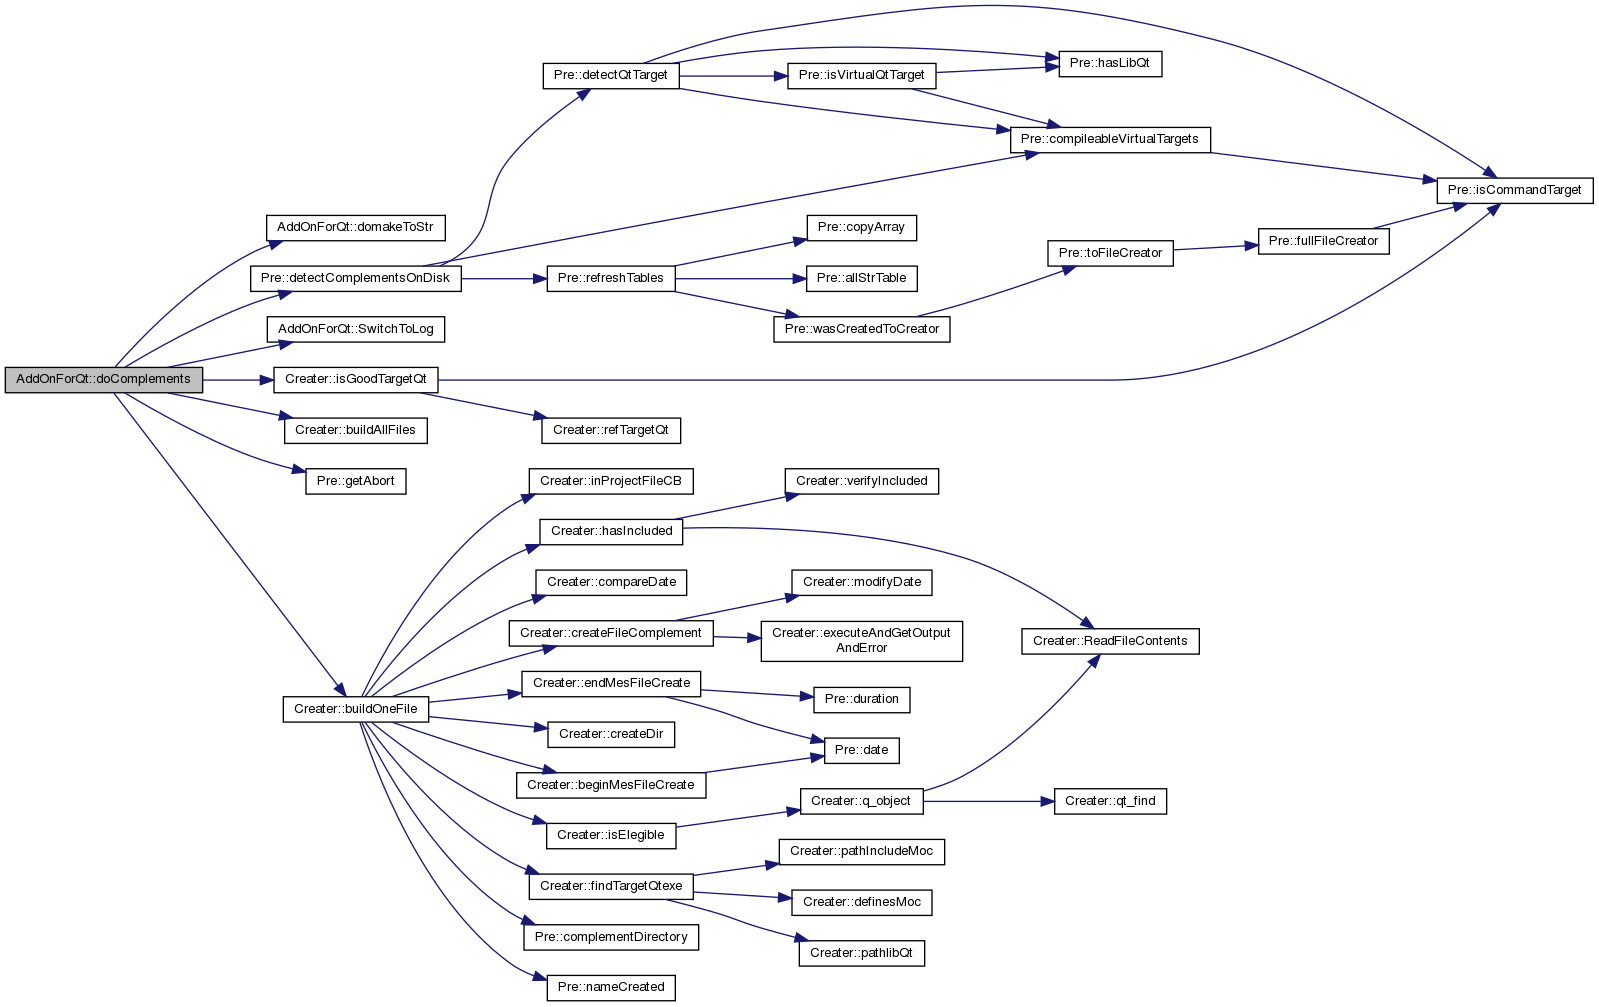 Pre::detectQtTarget
Pre::isVirtualQtTarget
Pre::hasLibQt
Pre::compileableVirtualTargets
Pre::isCommandTarget
AddOnForQt::domakeToStr
Pre::copyArray
Pre::toFileCreator
Pre::fullFileCreator
Pre::detectComplementsOnDisk
Pre::refreshTables
Pre::allStrTable
AddOnForQt::SwitchToLog
Pre::wasCreatedToCreator
AddOnForQt::doComplements
Creater::isGoodTargetQt
Creater::buildAllFiles
Creater::refTargetQt
Pre::getAbort
Creater::inProjectFileCB
Creater::verifyIncluded
Creater::hasIncluded
Creater::compareDate
Creater::modifyDate
Creater::createFileComplement
Creater::executeAndGetOutput
AndError
Creater::ReadFileContents
Creater::endMesFileCreate
Pre::duration
Creater::buildOneFile
Creater::createDir
Pre::date
Creater::beginMesFileCreate
Creater::q_object
Creater::qt_find
Creater::isElegible
Creater::pathIncludeMoc
Creater::findTargetQtexe
Creater::definesMoc
Pre::complementDirectory
Creater::pathlibQt
Pre::nameCreated